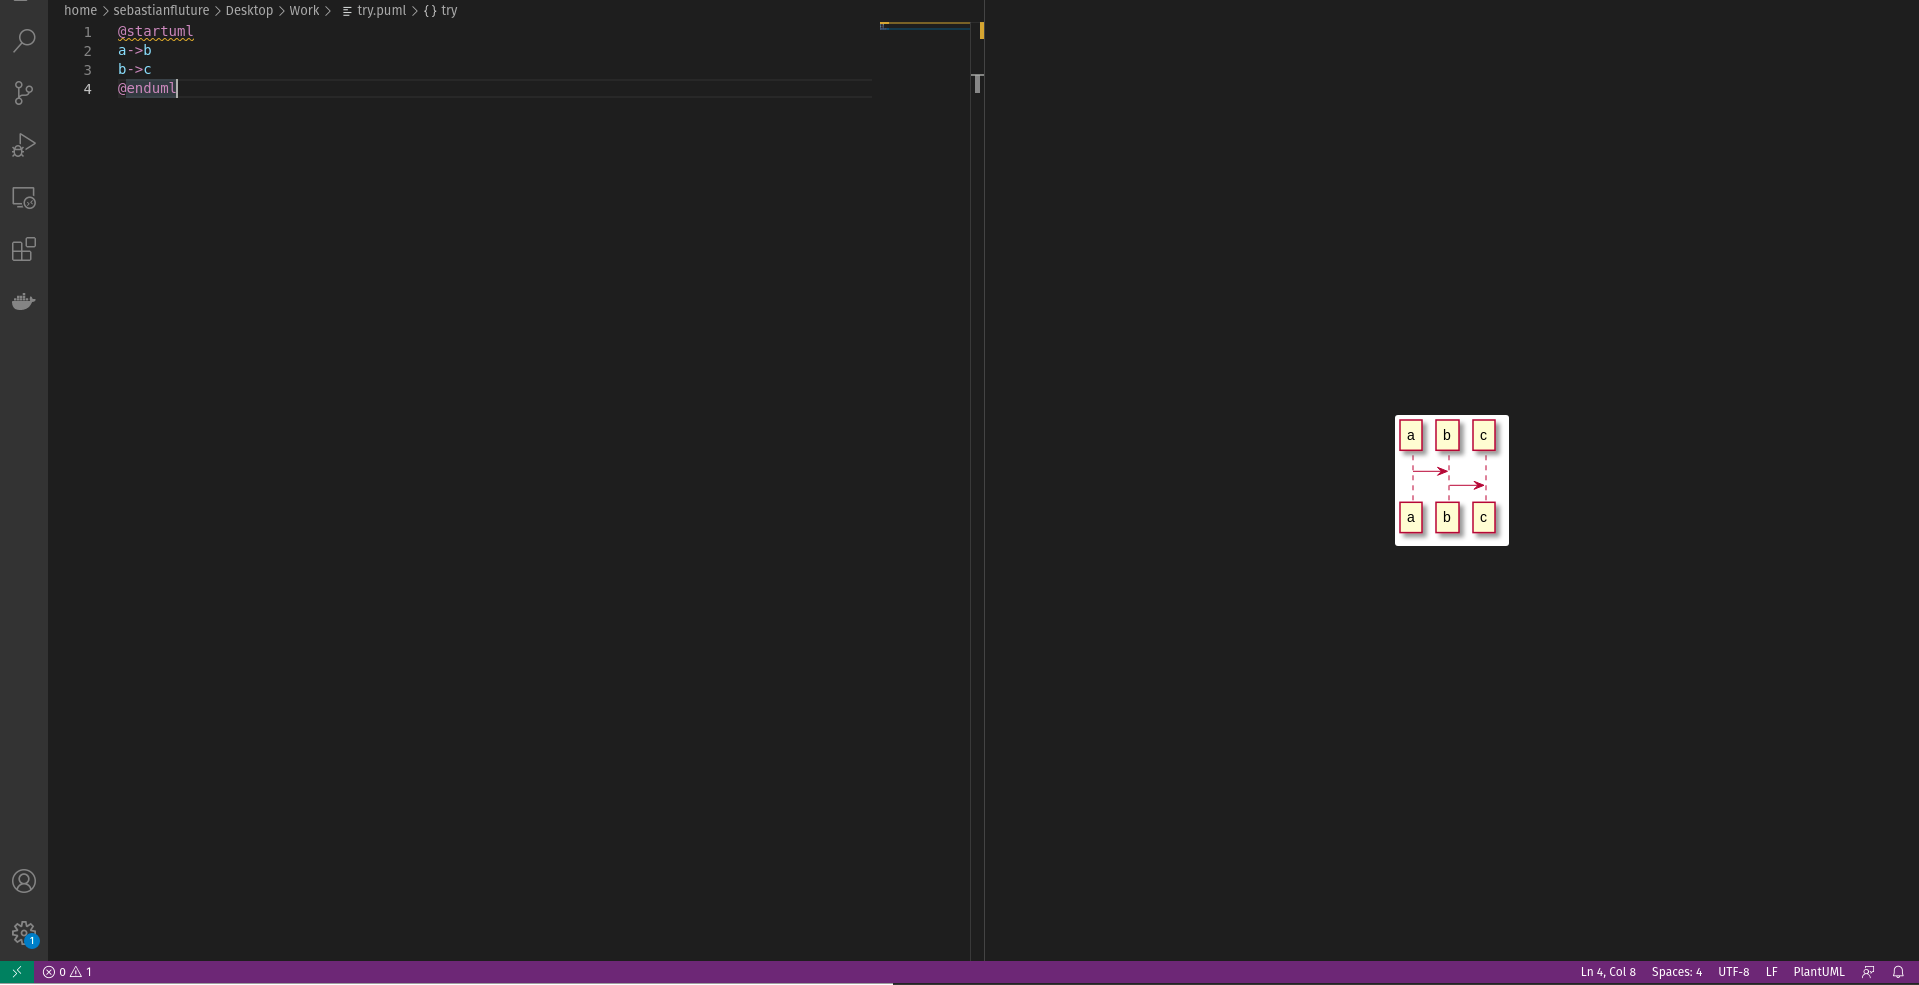 home > sebastianfluture > Desktop > Work > try.puml > {} try
1 @startuml
2 a->b
3 b->c
4 @enduml
a b c
a b c
1
0 1 Ln 4, Col 8 Spaces: 4 UTF-8 LF PlantUML